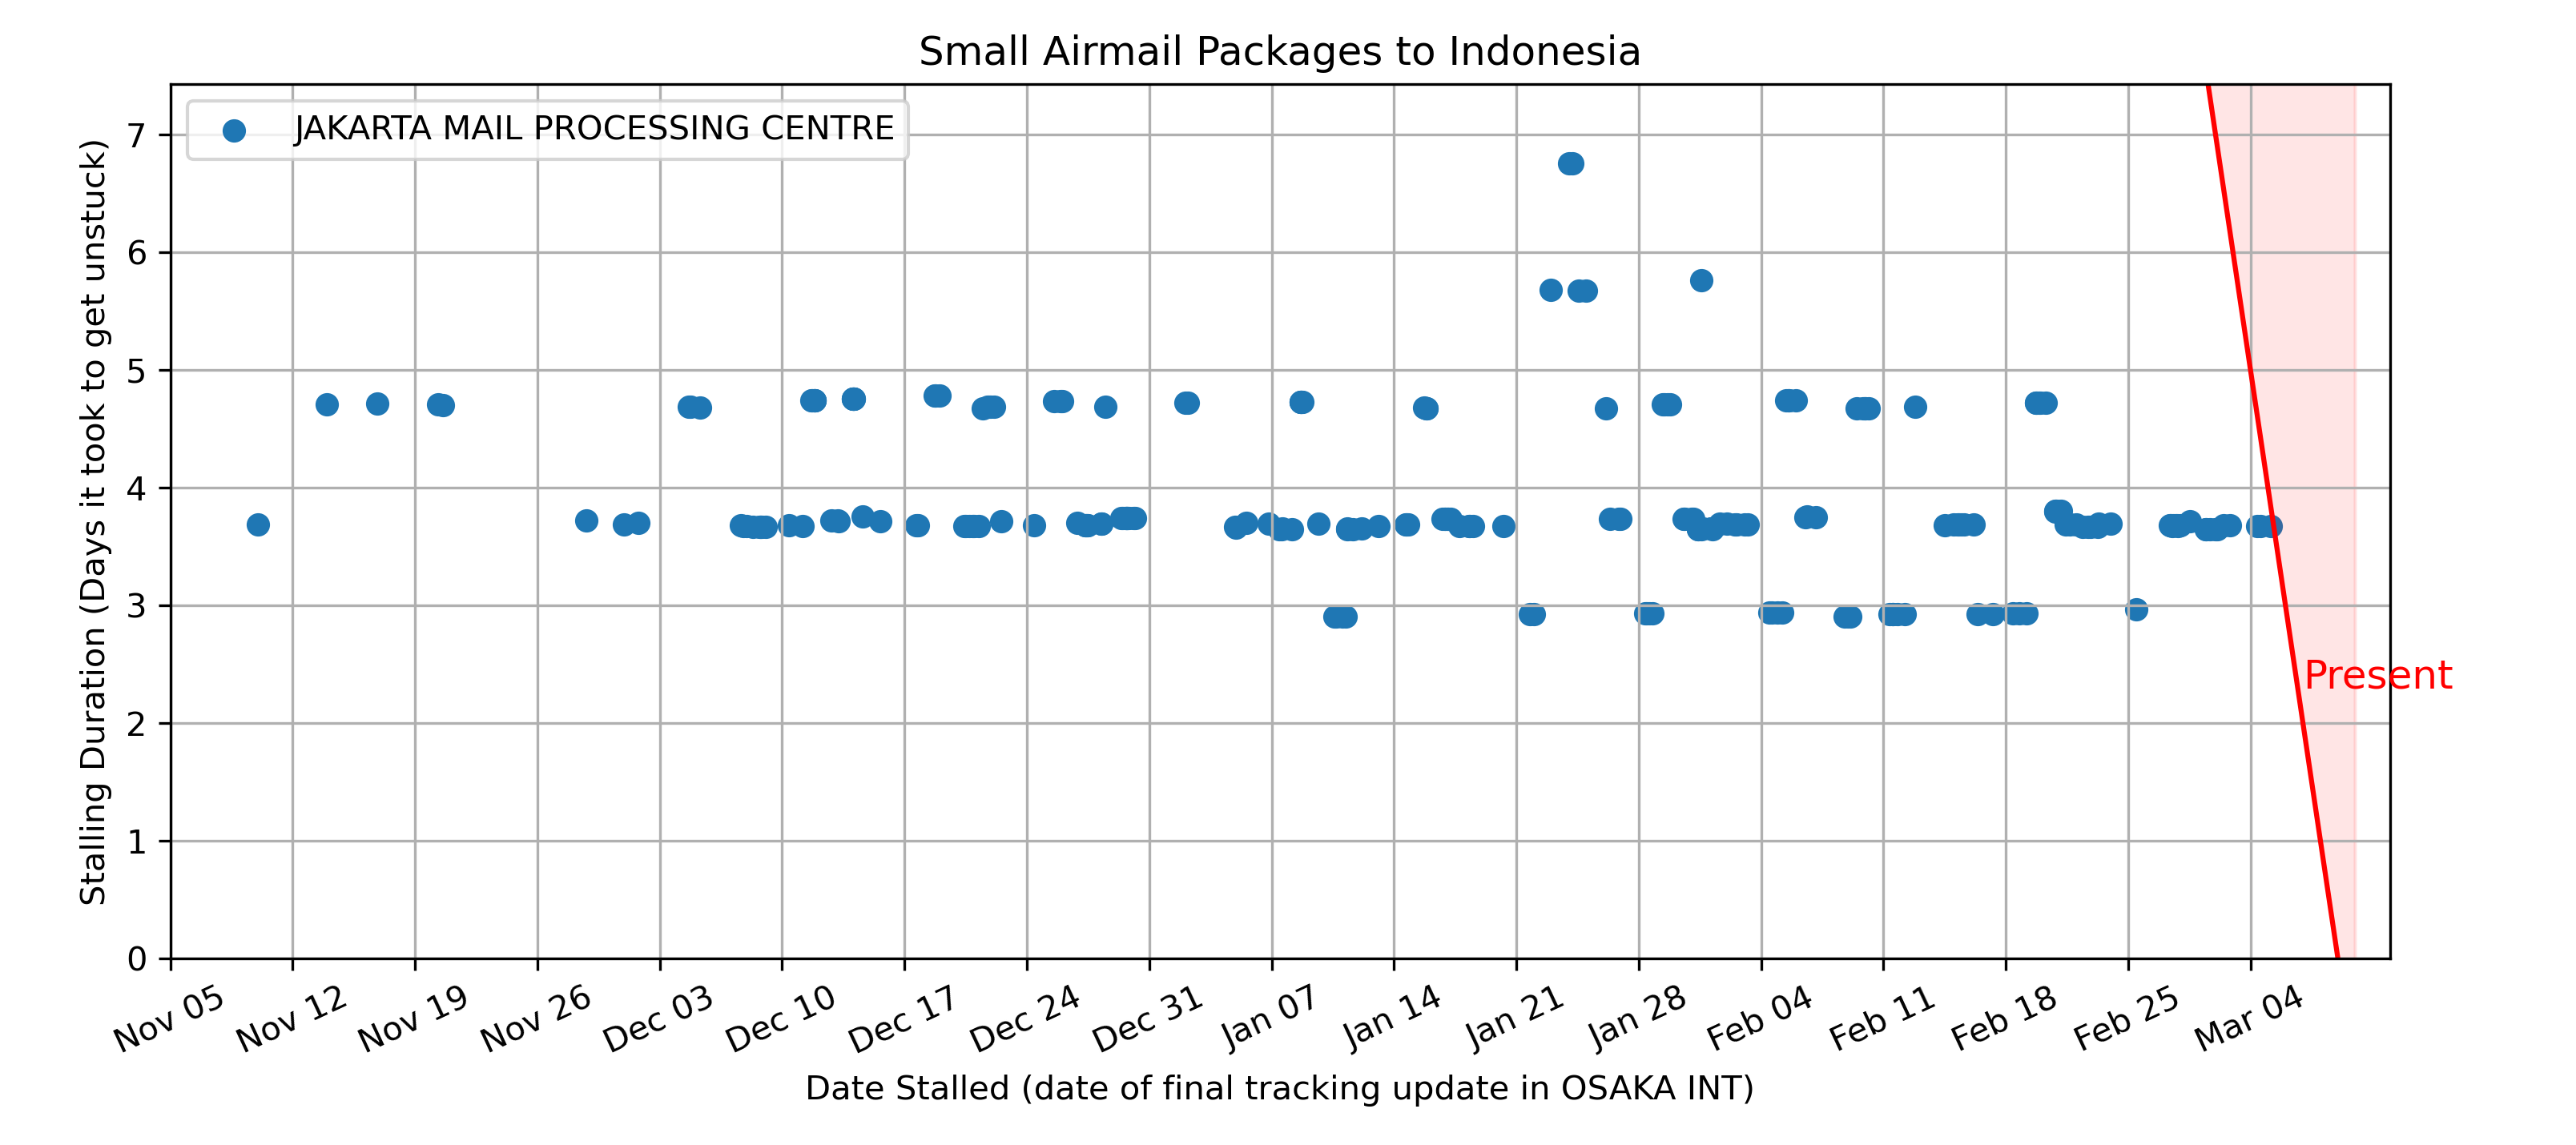 Small Airmail Packages to Indonesia
JAKARTA MAIL PROCESSING CENTRE
Stalling Duration (Days it took to get unstuck)
7
6
5
4
3
2
1
0
Present
Nov 05
Nov 12
Nov 19
Nov 26
Dec 03
Dec 10
Dec 17
Dec 24
Dec 31
Jan 07
Jan 14
Jan 21
Jan 28
Feb 04
Feb 11
Feb 18
Feb 25
Mar 04
Date Stalled (date of final tracking update in OSAKA INT)